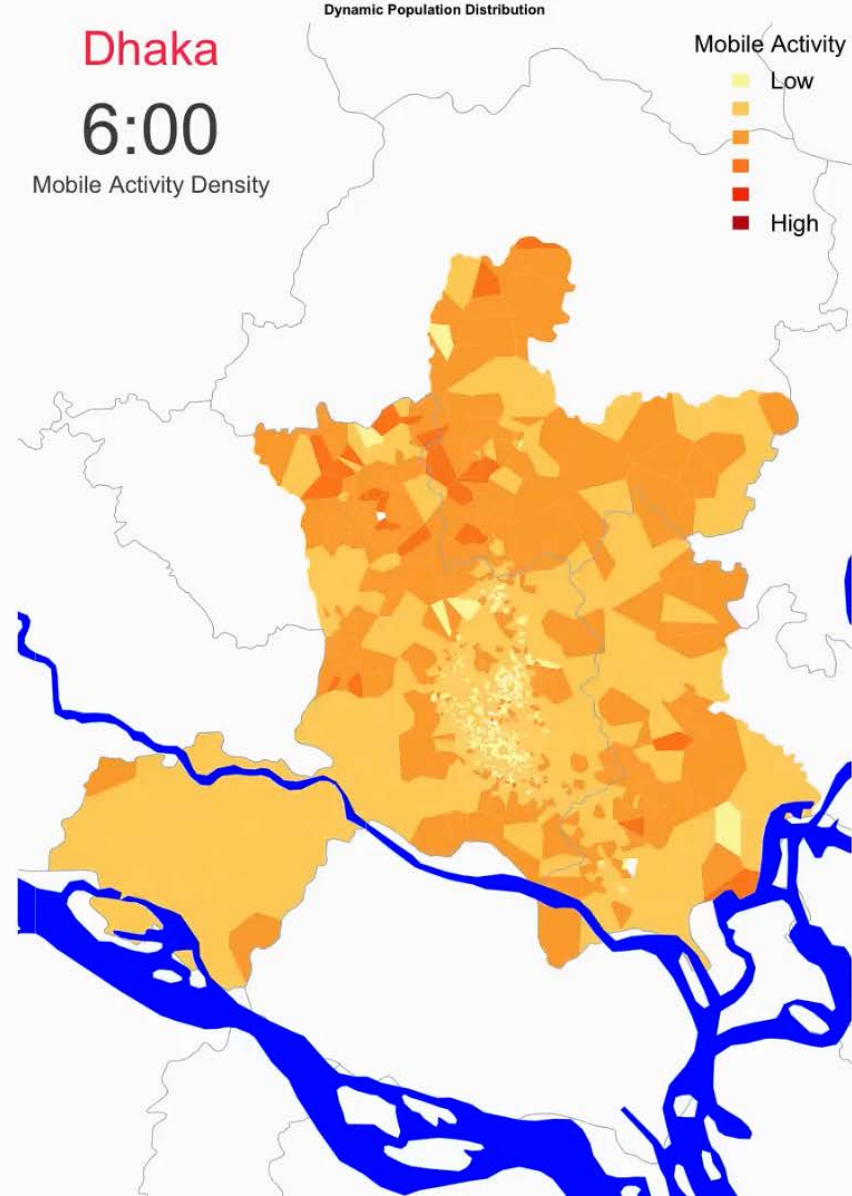 Dynamic Population Distribution
Dhaka
6:00
Mobile Activity Density
Mobile Activity
Low
High